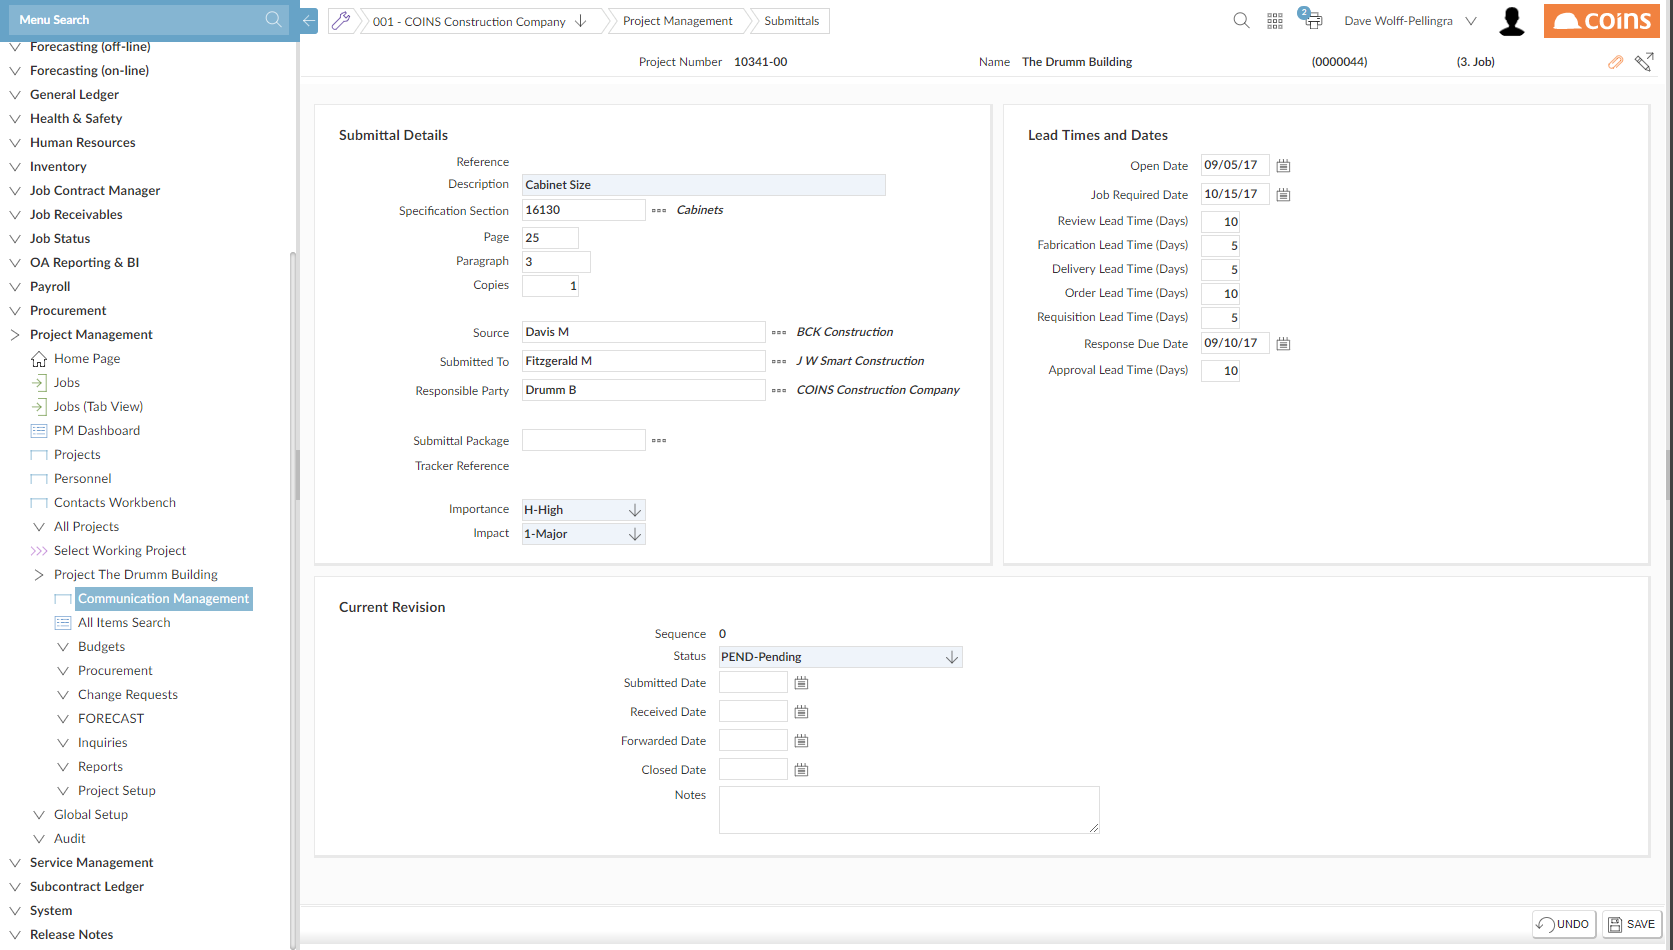 Menu Search
Forecasting (off-line)
Forecasting (on-line)
General Ledger
Health & Safety
Human Resources
Inventory
Job Contract Manager
Job Receivables
Job Status
OA Reporting & BI
Payroll
Procurement
Project Management
Home Page
Jobs
Jobs (Tab View)
PM Dashboard
Projects
Personnel
Contacts Workbench
All Projects
Select Working Project
Project The Drumm Building
Communication Management
All Items Search
Budgets
Procurement
Change Requests
FORECAST
Inquiries
Reports
Project Setup
Global Setup
Audit
Service Management
Subcontract Ledger
System
Release Notes
001 - COINS Construction Company Project Management Submittals
2 Dave Wolff-Pellingra coins
Project Number 10341-00 Name The Drumm Building (0000044) (3. Job)
Submittal Details
Reference
Description Cabinet Size
Specification Section 16130 Cabinets
Page 25
Paragraph 3
Copies 1
Source Davis M BCK Construction
Submitted To Fitzgerald M J W Smart Construction
Responsible Party Drumm B COINS Construction Company
Submittal Package
Tracker Reference
Importance H-High
Impact 1-Major
Lead Times and Dates
Open Date 09/05/17
Job Required Date 10/15/17
Review Lead Time (Days) 10
Fabrication Lead Time (Days) 5
Delivery Lead Time (Days) 5
Order Lead Time (Days) 10
Requisition Lead Time (Days) 5
Response Due Date 09/10/17
Approval Lead Time (Days) 10
Current Revision
Sequence 0
Status PEND-Pending
Submitted Date
Received Date
Forwarded Date
Closed Date
Notes
UNDO SAVE